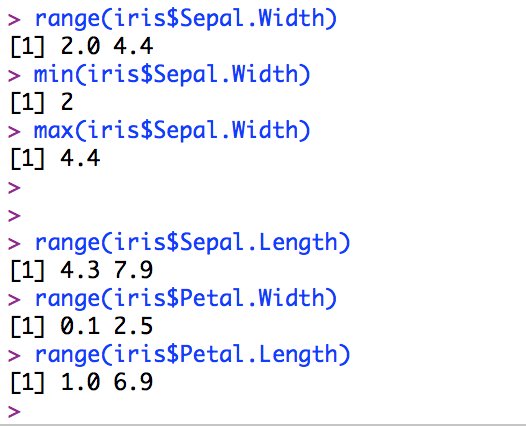 > range(iris$Sepal.Width)
[1] 2.0 4.4
> min(iris$Sepal.Width)
[1] 2
> max(iris$Sepal.Width)
[1] 4.4
>
>
> range(iris$Sepal.Length)
[1] 4.3 7.9
> range(iris$Petal.Width)
[1] 0.1 2.5
> range(iris$Petal.Length)
[1] 1.0 6.9
>